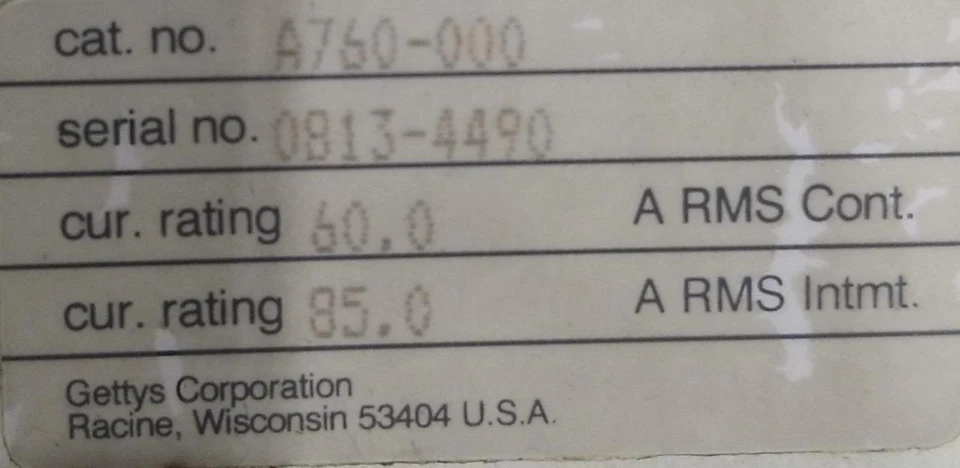 cat. no. A760-000
serial no. 0813-4490
cur. rating 60.0 A RMS Cont.
cur. rating 85.0 A RMS Intmt.
Gettys Corporation
Racine, Wisconsin 53404 U.S.A.